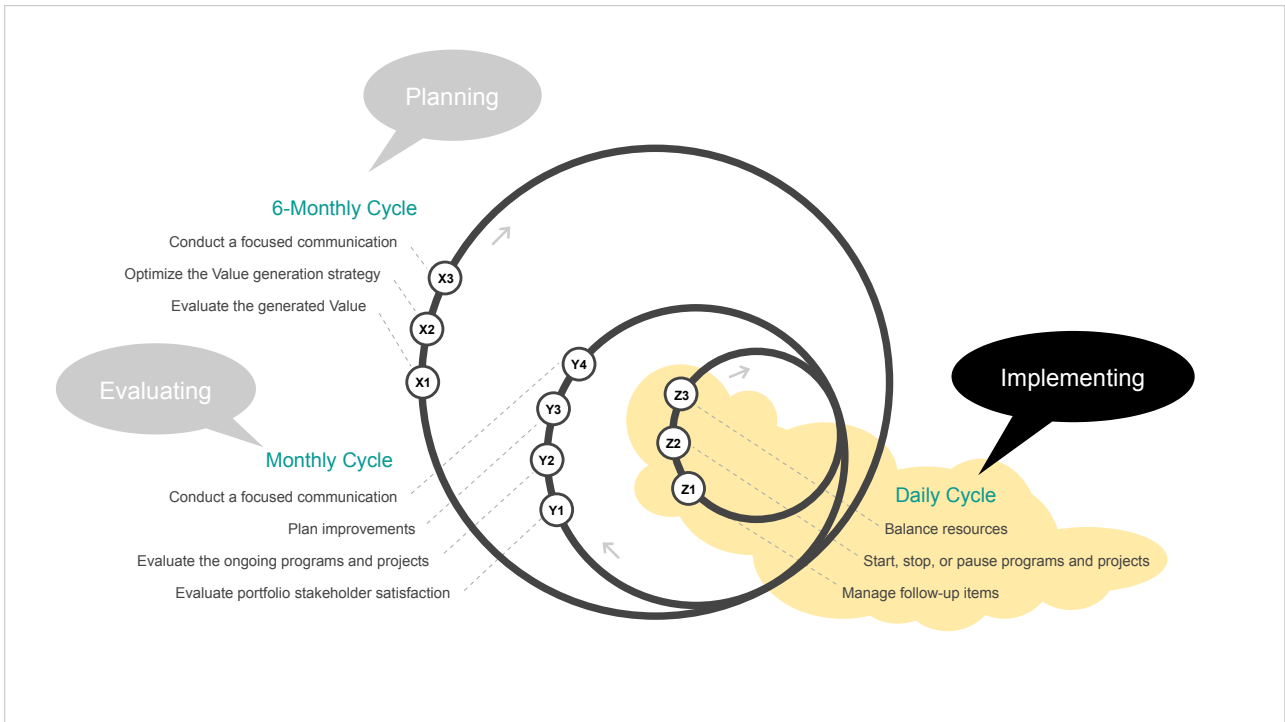 Planning
6-Monthly Cycle
Conduct a focused communication
Optimize the Value generation strategy
Evaluate the generated Value
X3
X2
X1
Evaluating
Monthly Cycle
Conduct a focused communication
Plan improvements
Evaluate the ongoing programs and projects
Evaluate portfolio stakeholder satisfaction
Y4
Y3
Y2
Y1
Z3
Z2
Z1
Implementing
Daily Cycle
Balance resources
Start, stop, or pause programs and projects
Manage follow-up items